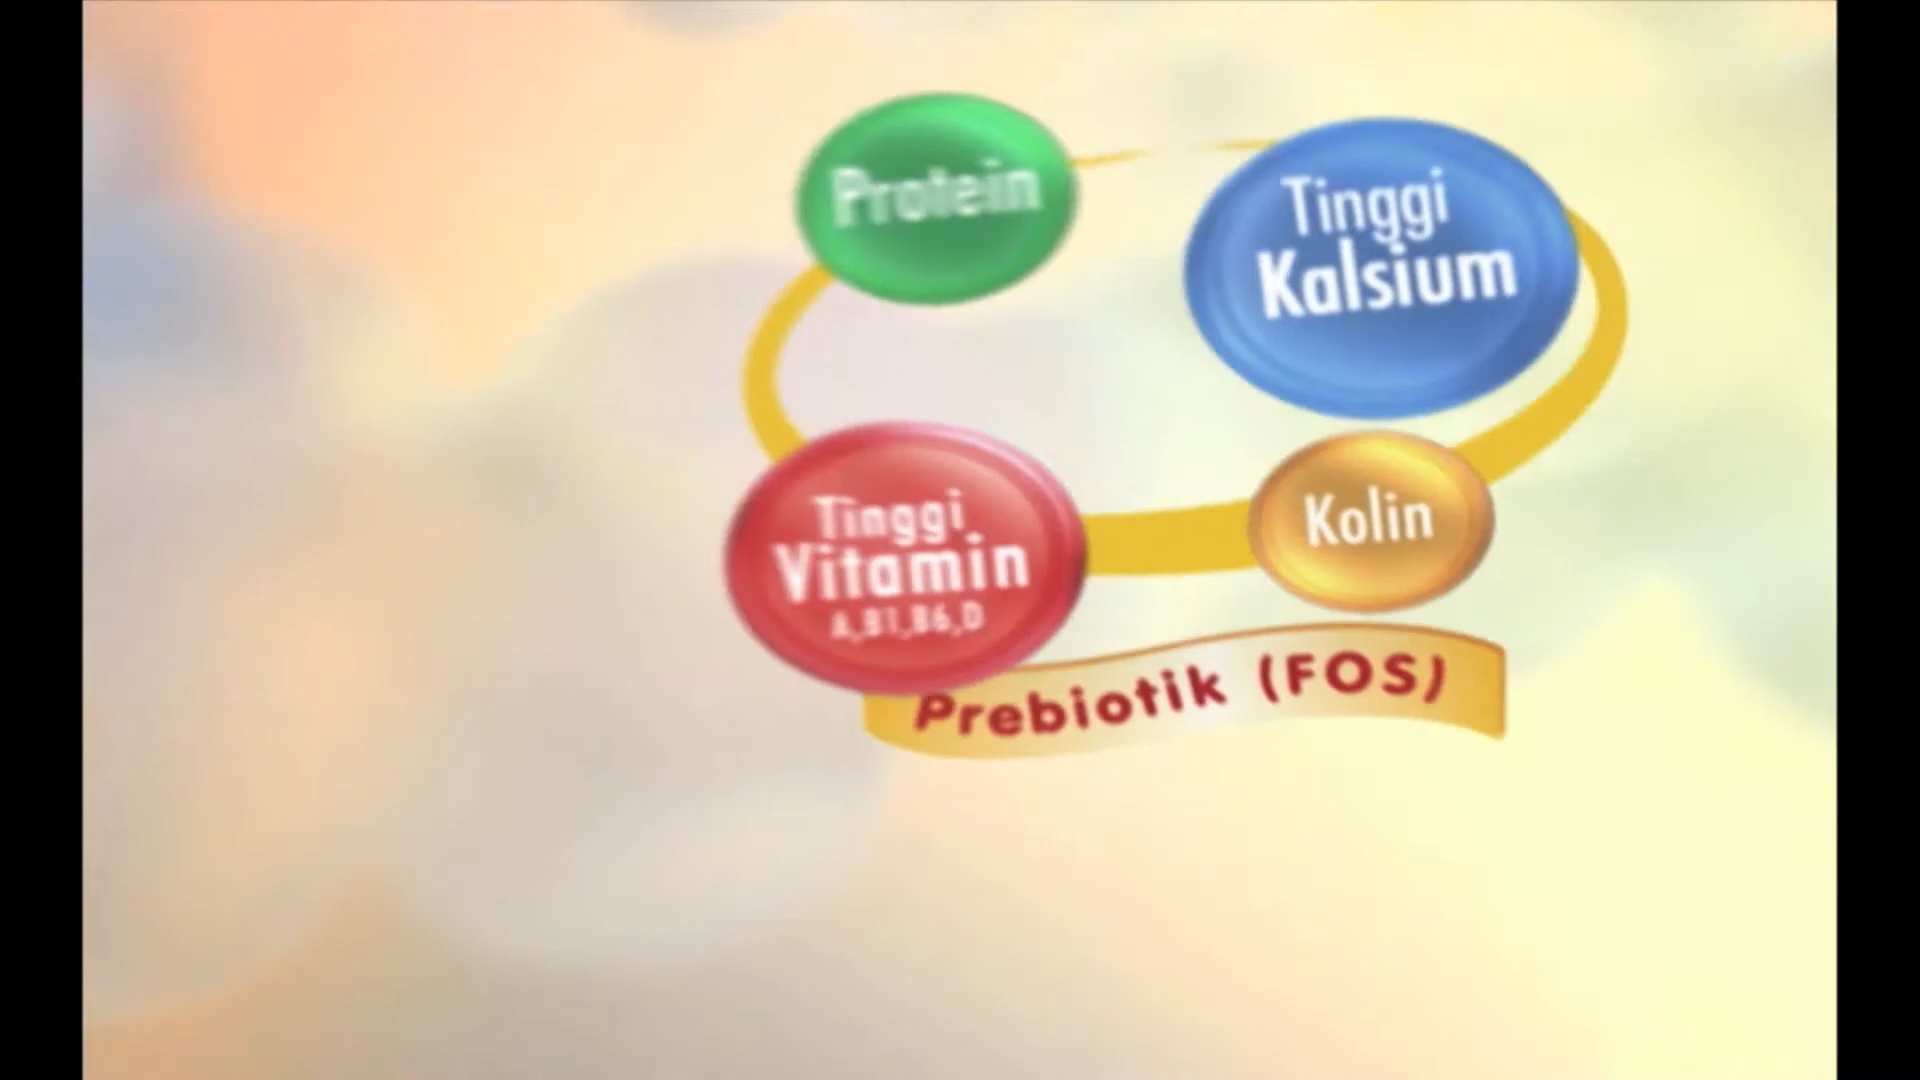 Protein
Tinggi
Kalsium
Tinggi
Vitamin
A,B1,B6,D
Kolin
Prebiotik (FOS)